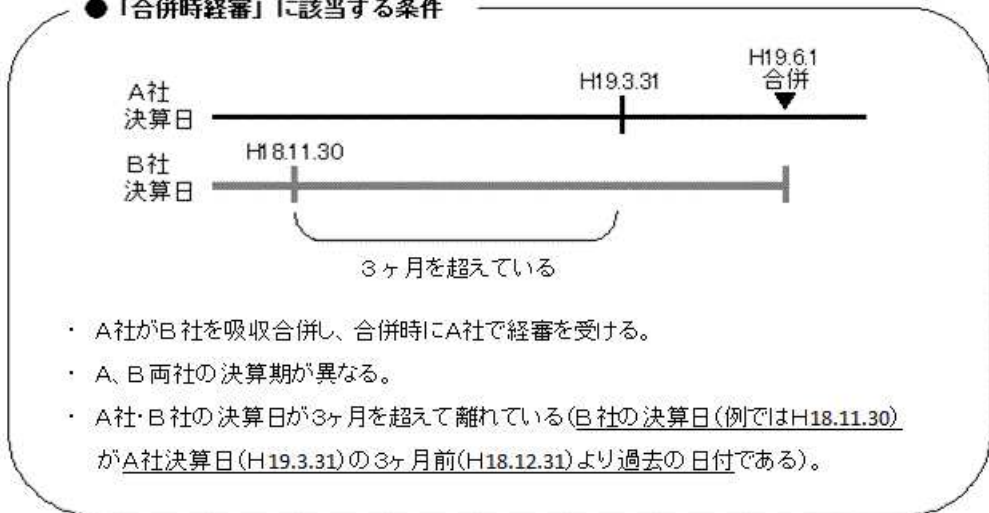 ●「合併時経審」に該当する条件
H19.6.1
合併
A社
決算日
H19.3.31
B社
決算日
H18.11.30
3ヶ月を超えている
・ A社がB社を吸収合併し、合併時にA社で経審を受ける。
・ A、B両社の決算期が異なる。
・ A社・B社の決算日が3ヶ月を超えて離れている(B社の決算日(例ではH18.11.30)
がA社決算日(H19.3.31)の3ヶ月前(H18.12.31)より過去の日付である)。